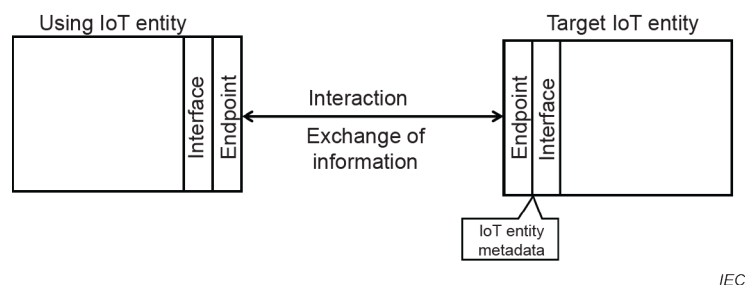 Using IoT entity
Target IoT entity
Interface
Endpoint
Interaction
Exchange of
information
Endpoint
Interface
IoT entity
metadata
IEC